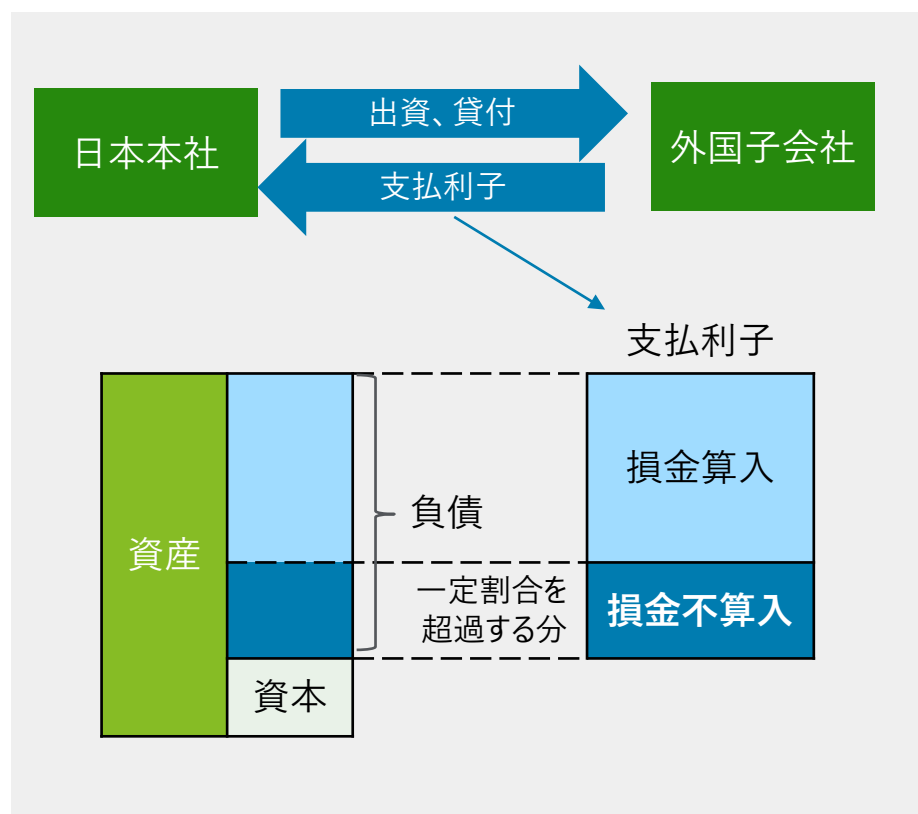 日本本社
出資、貸付
外国子会社
支払利子
支払利子
損金算入
負債
資産
一定割合を
超過する分
損金不算入
資本